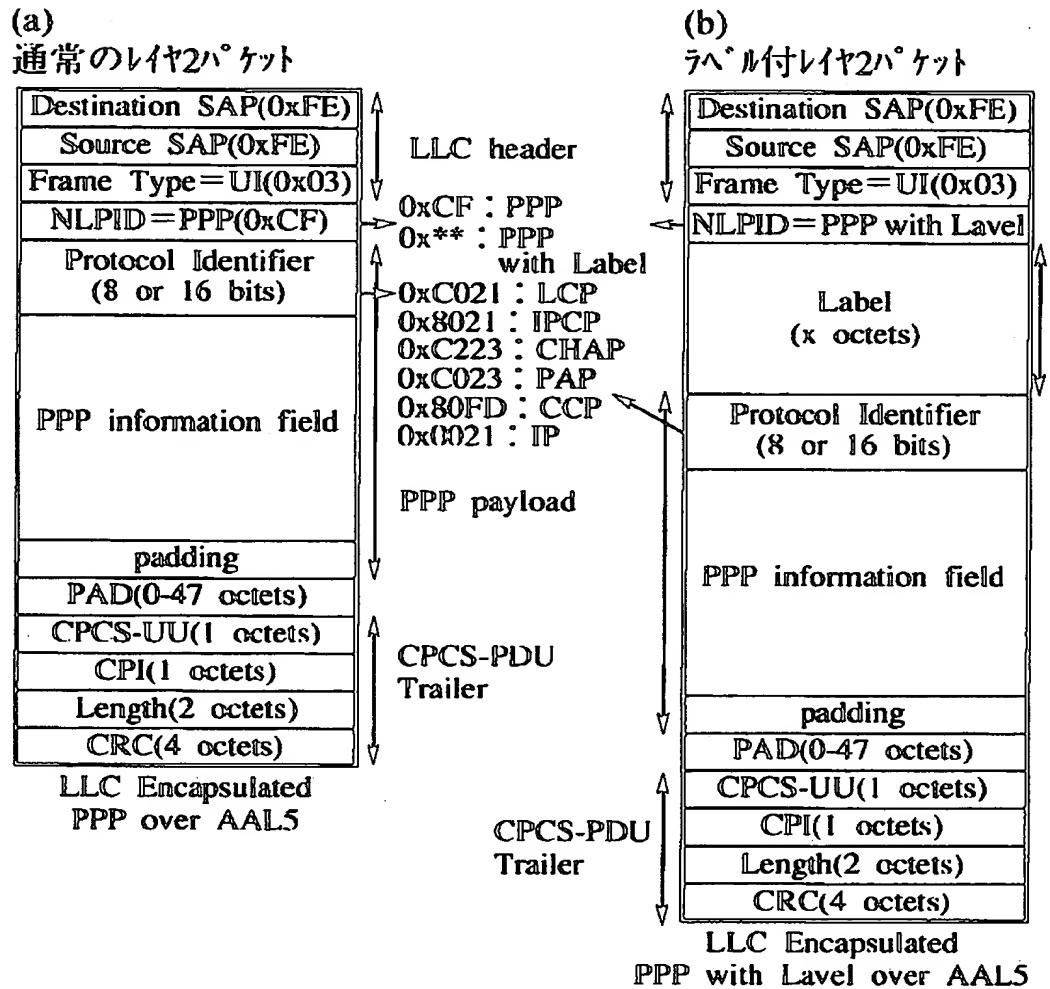 (a)
通常のﾚｲﾔ2ﾊﾟｹｯﾄ
Destination SAP(0xFE)
Source SAP(0xFE)
Frame Type=UI(0x03)
NLPID=PPP(0xCF)
Protocol Identifier
(8 or 16 bits)
PPP information field
padding
PAD(0-47 octets)
CPCS-UU(1 octets)
CPI(1 octets)
Length(2 octets)
CRC(4 octets)
LLC Encapsulated
PPP over AAL5
LLC header
0xCF : PPP
0x** : PPP
with Label
0xC021 : LCP
0x8021 : IPCP
0xC223 : CHAP
0xC023 : PAP
0x80FD : CCP
0x0021 : IP
PPP payload
CPCS-PDU
Trailer
CPCS-PDU
Trailer
(b)
ﾗﾍﾞﾙ付ﾚｲﾔ2ﾊﾟｹｯﾄ
Destination SAP(0xFE)
Source SAP(0xFE)
Frame Type=UI(0x03)
NLPID=PPP with Lavel
Label
(x octets)
Protocol Identifier
(8 or 16 bits)
PPP information field
padding
PAD(0-47 octets)
CPCS-UU(1 octets)
CPI(1 octets)
Length(2 octets)
CRC(4 octets)
LLC Encapsulated
PPP with Lavel over AAL5